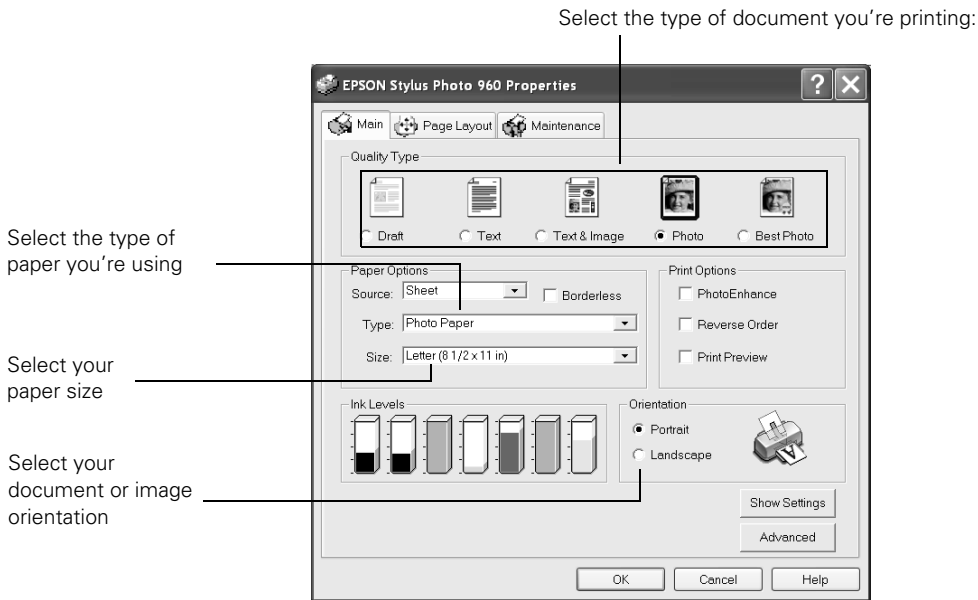 Select the type of document you're printing:
EPSON Stylus Photo 960 Properties
Main Page Layout Maintenance
Quality Type
Draft Text Text & Image Photo Best Photo
Select the type of
paper you're using
Paper Options
Source: Sheet Borderless
Type: Photo Paper
Size: Letter (8 1/2 x 11 in)
Print Options
PhotoEnhance
Reverse Order
Print Preview
Select your
paper size
Ink Levels
Orientation
Portrait
Landscape
Select your
document or image
orientation
Show Settings
Advanced
OK Cancel Help